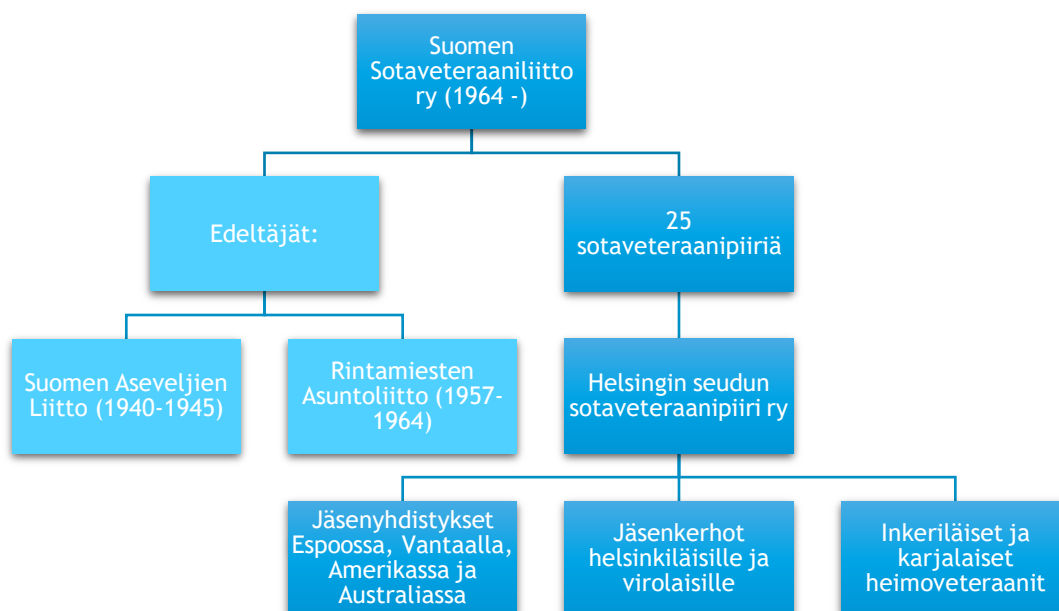 Suomen
Sotaveteraaniliitto
ry (1964 -)
Edeltäjät:
25
sotaveteraanipiiriä
Suomen Aseveljien
Liitto (1940-1945)
Rintamiesten
Asuntoliitto (1957-
1964)
Helsingin seudun
sotaveteraanipiiri ry
Jäsenyhdistykset
Espoossa, Vantaalla,
Amerikassa ja
Australiassa
Jäsenkerhot
helsinkiläisille ja
virolaisille
Inkeriläiset ja
karjalaiset
heimoveteraanit